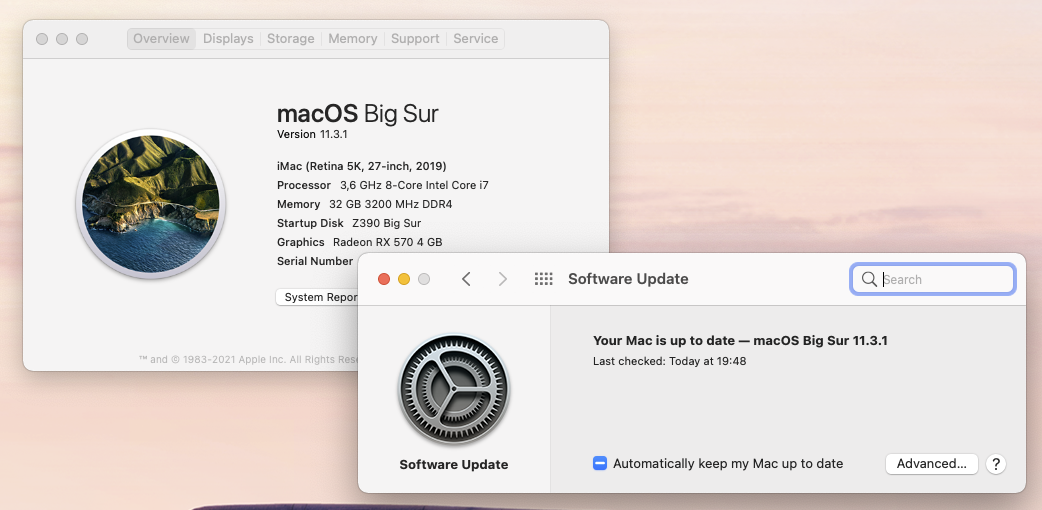 Overview Displays Storage Memory Support Service
macOS Big Sur
Version 11.3.1
iMac (Retina 5K, 27-inch, 2019)
Processor 3,6 GHz 8-Core Intel Core i7
Memory 32 GB 3200 MHz DDR4
Startup Disk Z390 Big Sur
Graphics Radeon RX 570 4 GB
Serial Number
System Repor
™ and © 1983-2021 Apple Inc. All Rights Rese
Software Update
Search
Your Mac is up to date — macOS Big Sur 11.3.1
Last checked: Today at 19:48
Software Update
Automatically keep my Mac up to date
Advanced...
?